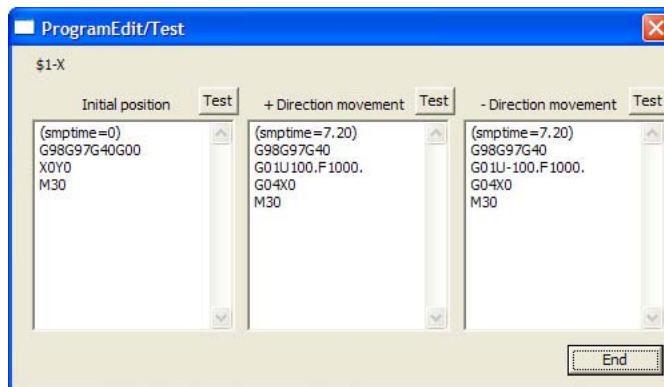 ProgramEdit/Test
$1-X
Initial position
Test
+ Direction movement
Test
- Direction movement
Test
(smptime=0)
G98G97G40G00
X0Y0
M30
(smptime=7.20)
G98G97G40
G01U100.F1000.
G04X0
M30
(smptime=7.20)
G98G97G40
G01U-100.F1000.
G04X0
M30
End